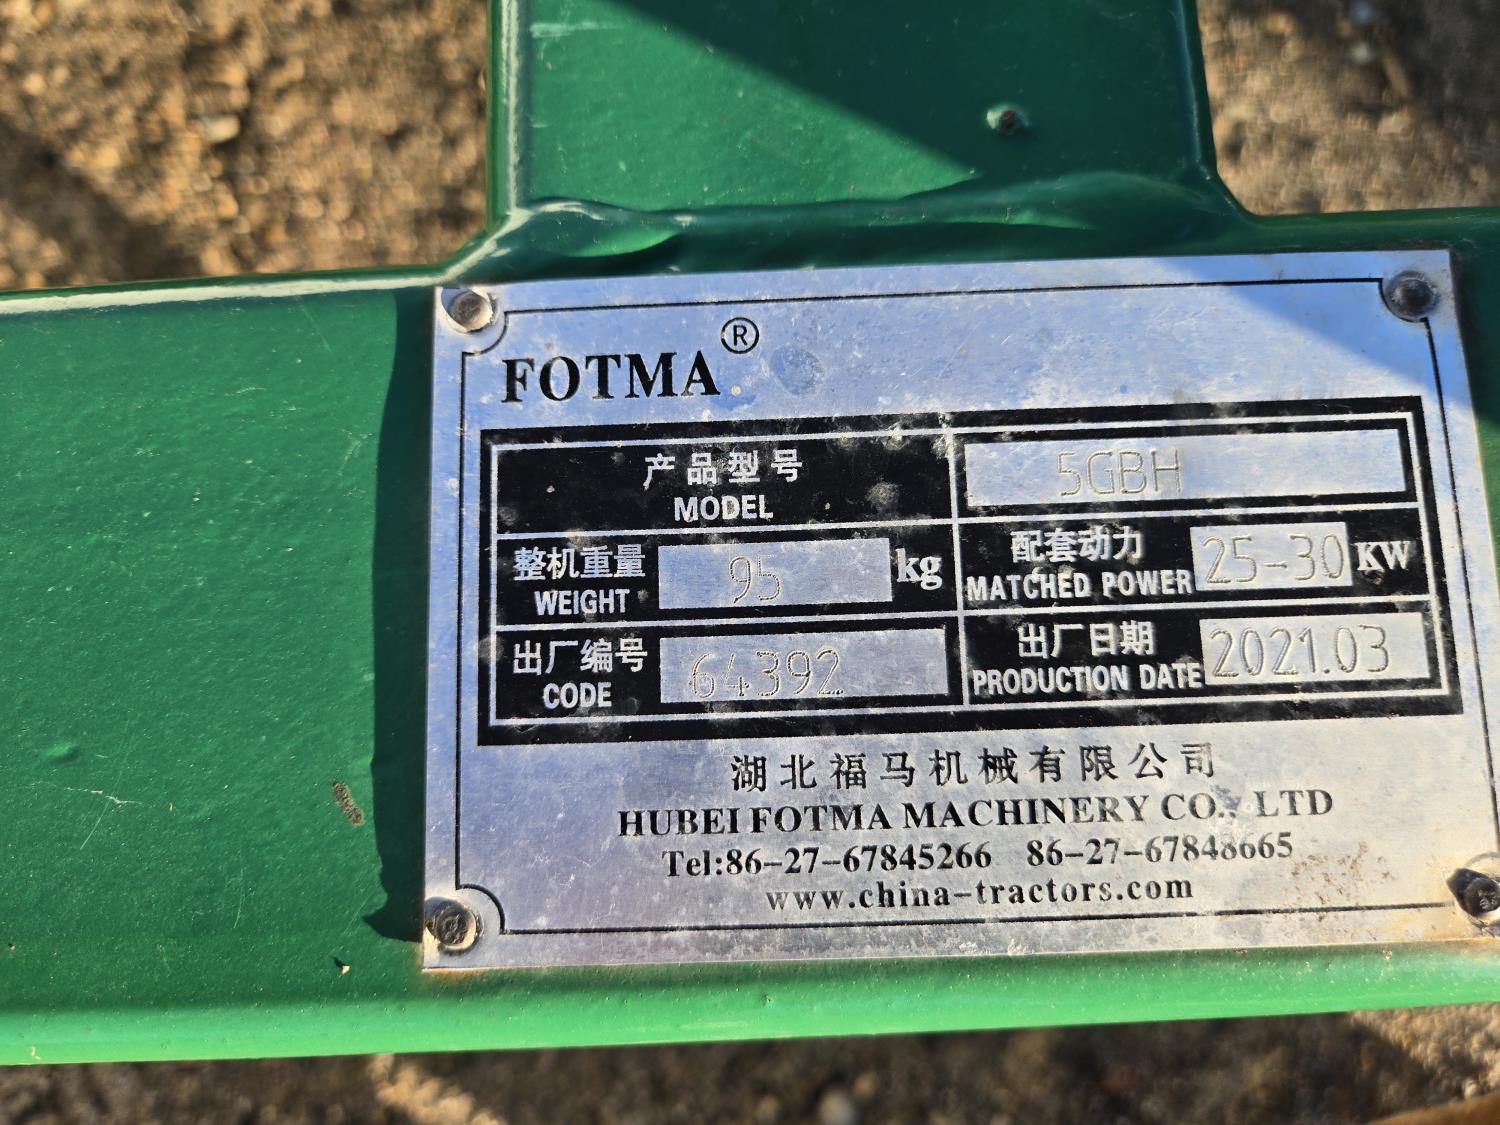 FOTMA®
产品型号 5GBH
MODEL
整机重量 95 kg 配套动力 25-30 KW
WEIGHT MATCHED POWER
出厂编号 64392 出厂日期 2021.03
CODE PRODUCTION DATE
湖北福马机械有限公司
HUBEI FOTMA MACHINERY CO., LTD
Tel:86-27-67845266 86-27-67848665
www.china-tractors.com